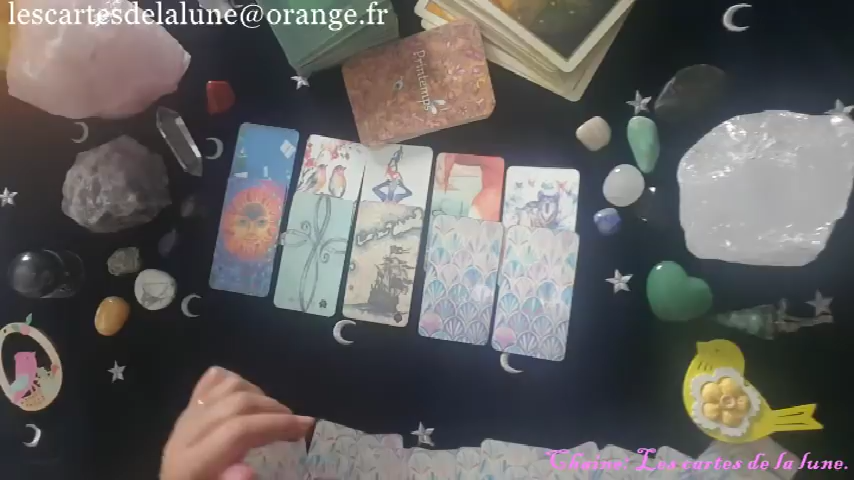 lescartesdelalune@orange.fr
Printemps
Chaine: Les cartes de la lune.